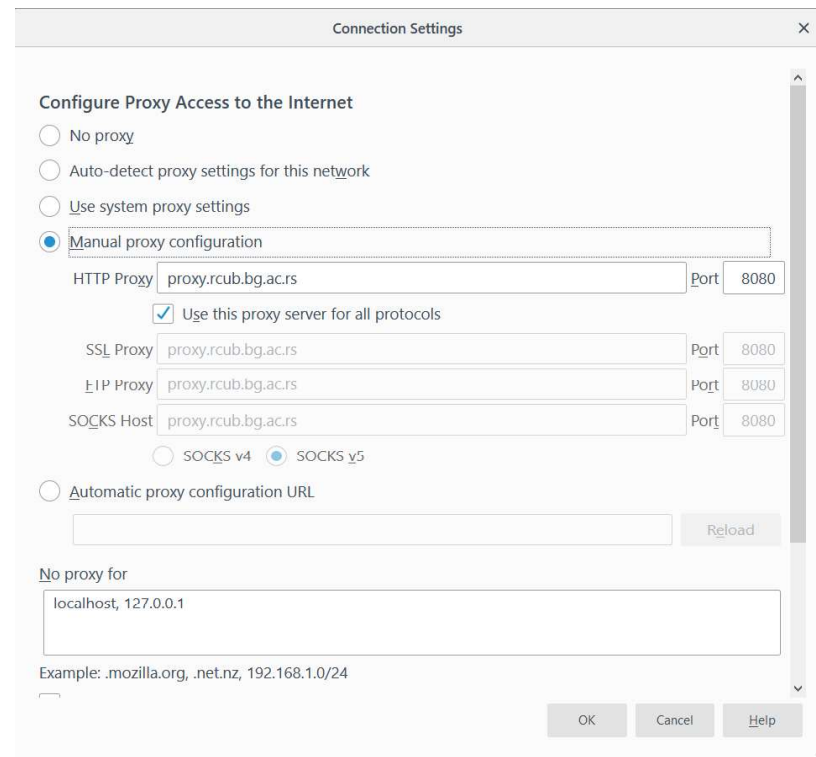 Connection Settings
Configure Proxy Access to the Internet
No proxy
Auto-detect proxy settings for this network
Use system proxy settings
Manual proxy configuration
HTTP Proxy proxy.rcub.bg.ac.rs Port 8080
Use this proxy server for all protocols
SSL Proxy proxy.rcub.bg.ac.rs Port 8080
FTP Proxy proxy.rcub.bg.ac.rs Port 8080
SOCKS Host proxy.rcub.bg.ac.rs Port 8080
SOCKS v4 SOCKS v5
Automatic proxy configuration URL
Reload
No proxy for
localhost, 127.0.0.1
Example: .mozilla.org, .net.nz, 192.168.1.0/24
OK Cancel Help